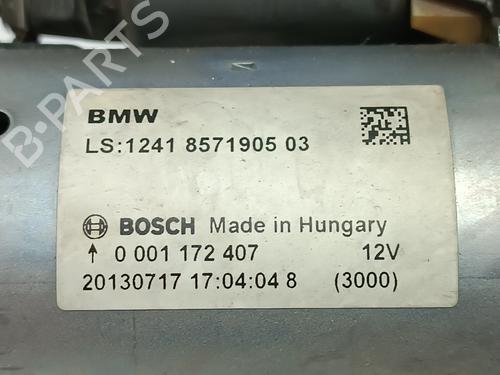 B-PARTS
BMW
LS:1241 8571905 03
BOSCH Made in Hungary
0 001 172 407 12V
20130717 17:04:04 8 (3000)